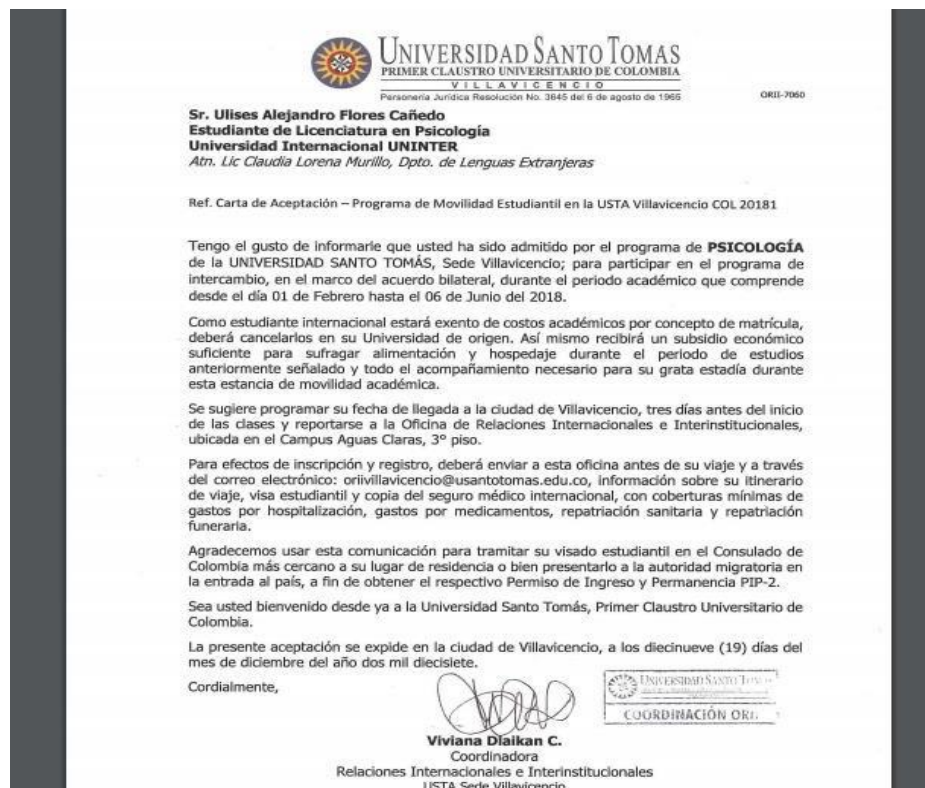 UNIVERSIDAD SANTO TOMAS
PRIMER CLAUSTRO UNIVERSITARIO DE COLOMBIA
VILLAVICENCIO
Personería Jurídica Resolución No. 3645 del 6 de agosto de 1965
ORII-7060
Sr. Ulises Alejandro Flores Cañedo
Estudiante de Licenciatura en Psicología
Universidad Internacional UNINTER
Atn. Lic Claudia Lorena Murillo, Dpto. de Lenguas Extranjeras
Ref. Carta de Aceptación – Programa de Movilidad Estudiantil en la USTA Villavicencio COL 20181
Tengo el gusto de informarle que usted ha sido admitido por el programa de PSICOLOGÍA
de la UNIVERSIDAD SANTO TOMÁS, Sede Villavicencio; para participar en el programa de
intercambio, en el marco del acuerdo bilateral, durante el periodo académico que comprende
desde el día 01 de Febrero hasta el 06 de Junio del 2018.
Como estudiante internacional estará exento de costos académicos por concepto de matrícula,
deberá cancelarlos en su Universidad de origen. Así mismo recibirá un subsidio económico
suficiente para sufragar alimentación y hospedaje durante el periodo de estudios
anteriormente señalado y todo el acompañamiento necesario para su grata estadía durante
esta estancia de movilidad académica.
Se sugiere programar su fecha de llegada a la ciudad de Villavicencio, tres días antes del inicio
de las clases y reportarse a la Oficina de Relaciones Internacionales e Interinstitucionales,
ubicada en el Campus Aguas Claras, 3º piso.
Para efectos de inscripción y registro, deberá enviar a esta oficina antes de su viaje y a través
del correo electrónico: oriivillavicencio@usantotomas.edu.co, información sobre su itinerario
de viaje, visa estudiantil y copia del seguro médico internacional, con coberturas mínimas de
gastos por hospitalización, gastos por medicamentos, repatriación sanitaria y repatriación
funeraria.
Agradecemos usar esta comunicación para tramitar su visado estudiantil en el Consulado de
Colombia más cercano a su lugar de residencia o bien presentarlo a la autoridad migratoria en
la entrada al país, a fin de obtener el respectivo Permiso de Ingreso y Permanencia PIP-2.
Sea usted bienvenido desde ya a la Universidad Santo Tomás, Primer Claustro Universitario de
Colombia.
La presente aceptación se expide en la ciudad de Villavicencio, a los diecinueve (19) días del
mes de diciembre del año dos mil diecisiete.
Cordialmente,
UNIVERSIDAD SANTO
COORDINACIÓN
Viviana Dlaikan C.
Coordinadora
Relaciones Internacionales e Interinstitucionales
USTA Sede Villavicencio